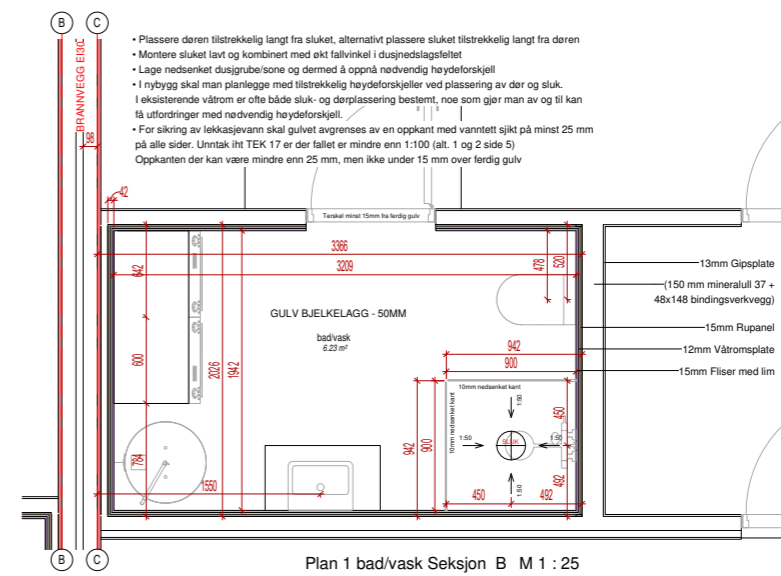 B
C
• Plassere døren tilstrekkelig langt fra sluket, alternativt plassere sluket tilstrekkelig langt fra døren
• Montere sluket lavt og kombinert med økt fallvinkel i dusjnedslagsfeltet
• Lage nedsenket dusjgrube/sone og dermed å oppnå nødvendig høydeforskjell
• I nybygg skal man planlegge med tilstrekkelige høydeforskjeller ved plassering av dør og sluk.
I eksisterende våtrom er ofte både sluk- og dørplassering bestemt, noe som gjør man av og til kan
få utfordringer med nødvendig høydeforskjell.
• For sikring av lekkasjevann skal gulvet avgrenses av en oppkant med vanntett sjikt på minst 25 mm
på alle sider. Unntak iht TEK 17 er der fallet er mindre enn 1:100 (alt. 1 og 2 side 5)
Oppkanten der kan være mindre enn 25 mm, men ikke under 15 mm over ferdig gulv
BRANNVEGG EI30
98
42
Terskel minst 15mm fra ferdig gulv
3366
3209
642
478
520
13mm Gipsplate
(150 mm mineralull 37 +
48x148 bindingsverkvegg)
GULV BJELKELAGG - 50MM
15mm Rupanel
bad/vask
6.23 m²
942
12mm Våtromsplate
600
2026
1942
900
15mm Fliser med lim
10mm nedsenket kant
10mm nedsenket kant
1:50
450
942
900
1:50
SLUK
1:50
784
1550
1:50
492
450
492
B
C
Plan 1 bad/vask Seksjon B M 1 : 25